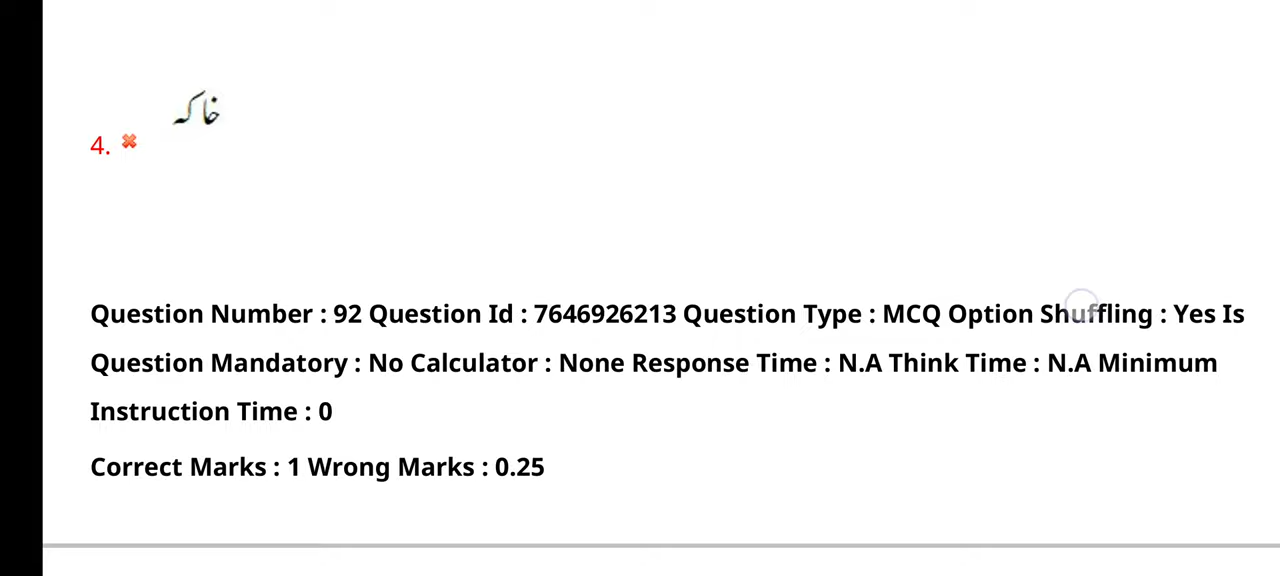 خاکہ
4.
Question Number : 92 Question Id : 7646926213 Question Type : MCQ Option Shuffling : Yes Is
Question Mandatory : No Calculator : None Response Time : N.A Think Time : N.A Minimum
Instruction Time : 0
Correct Marks : 1 Wrong Marks : 0.25